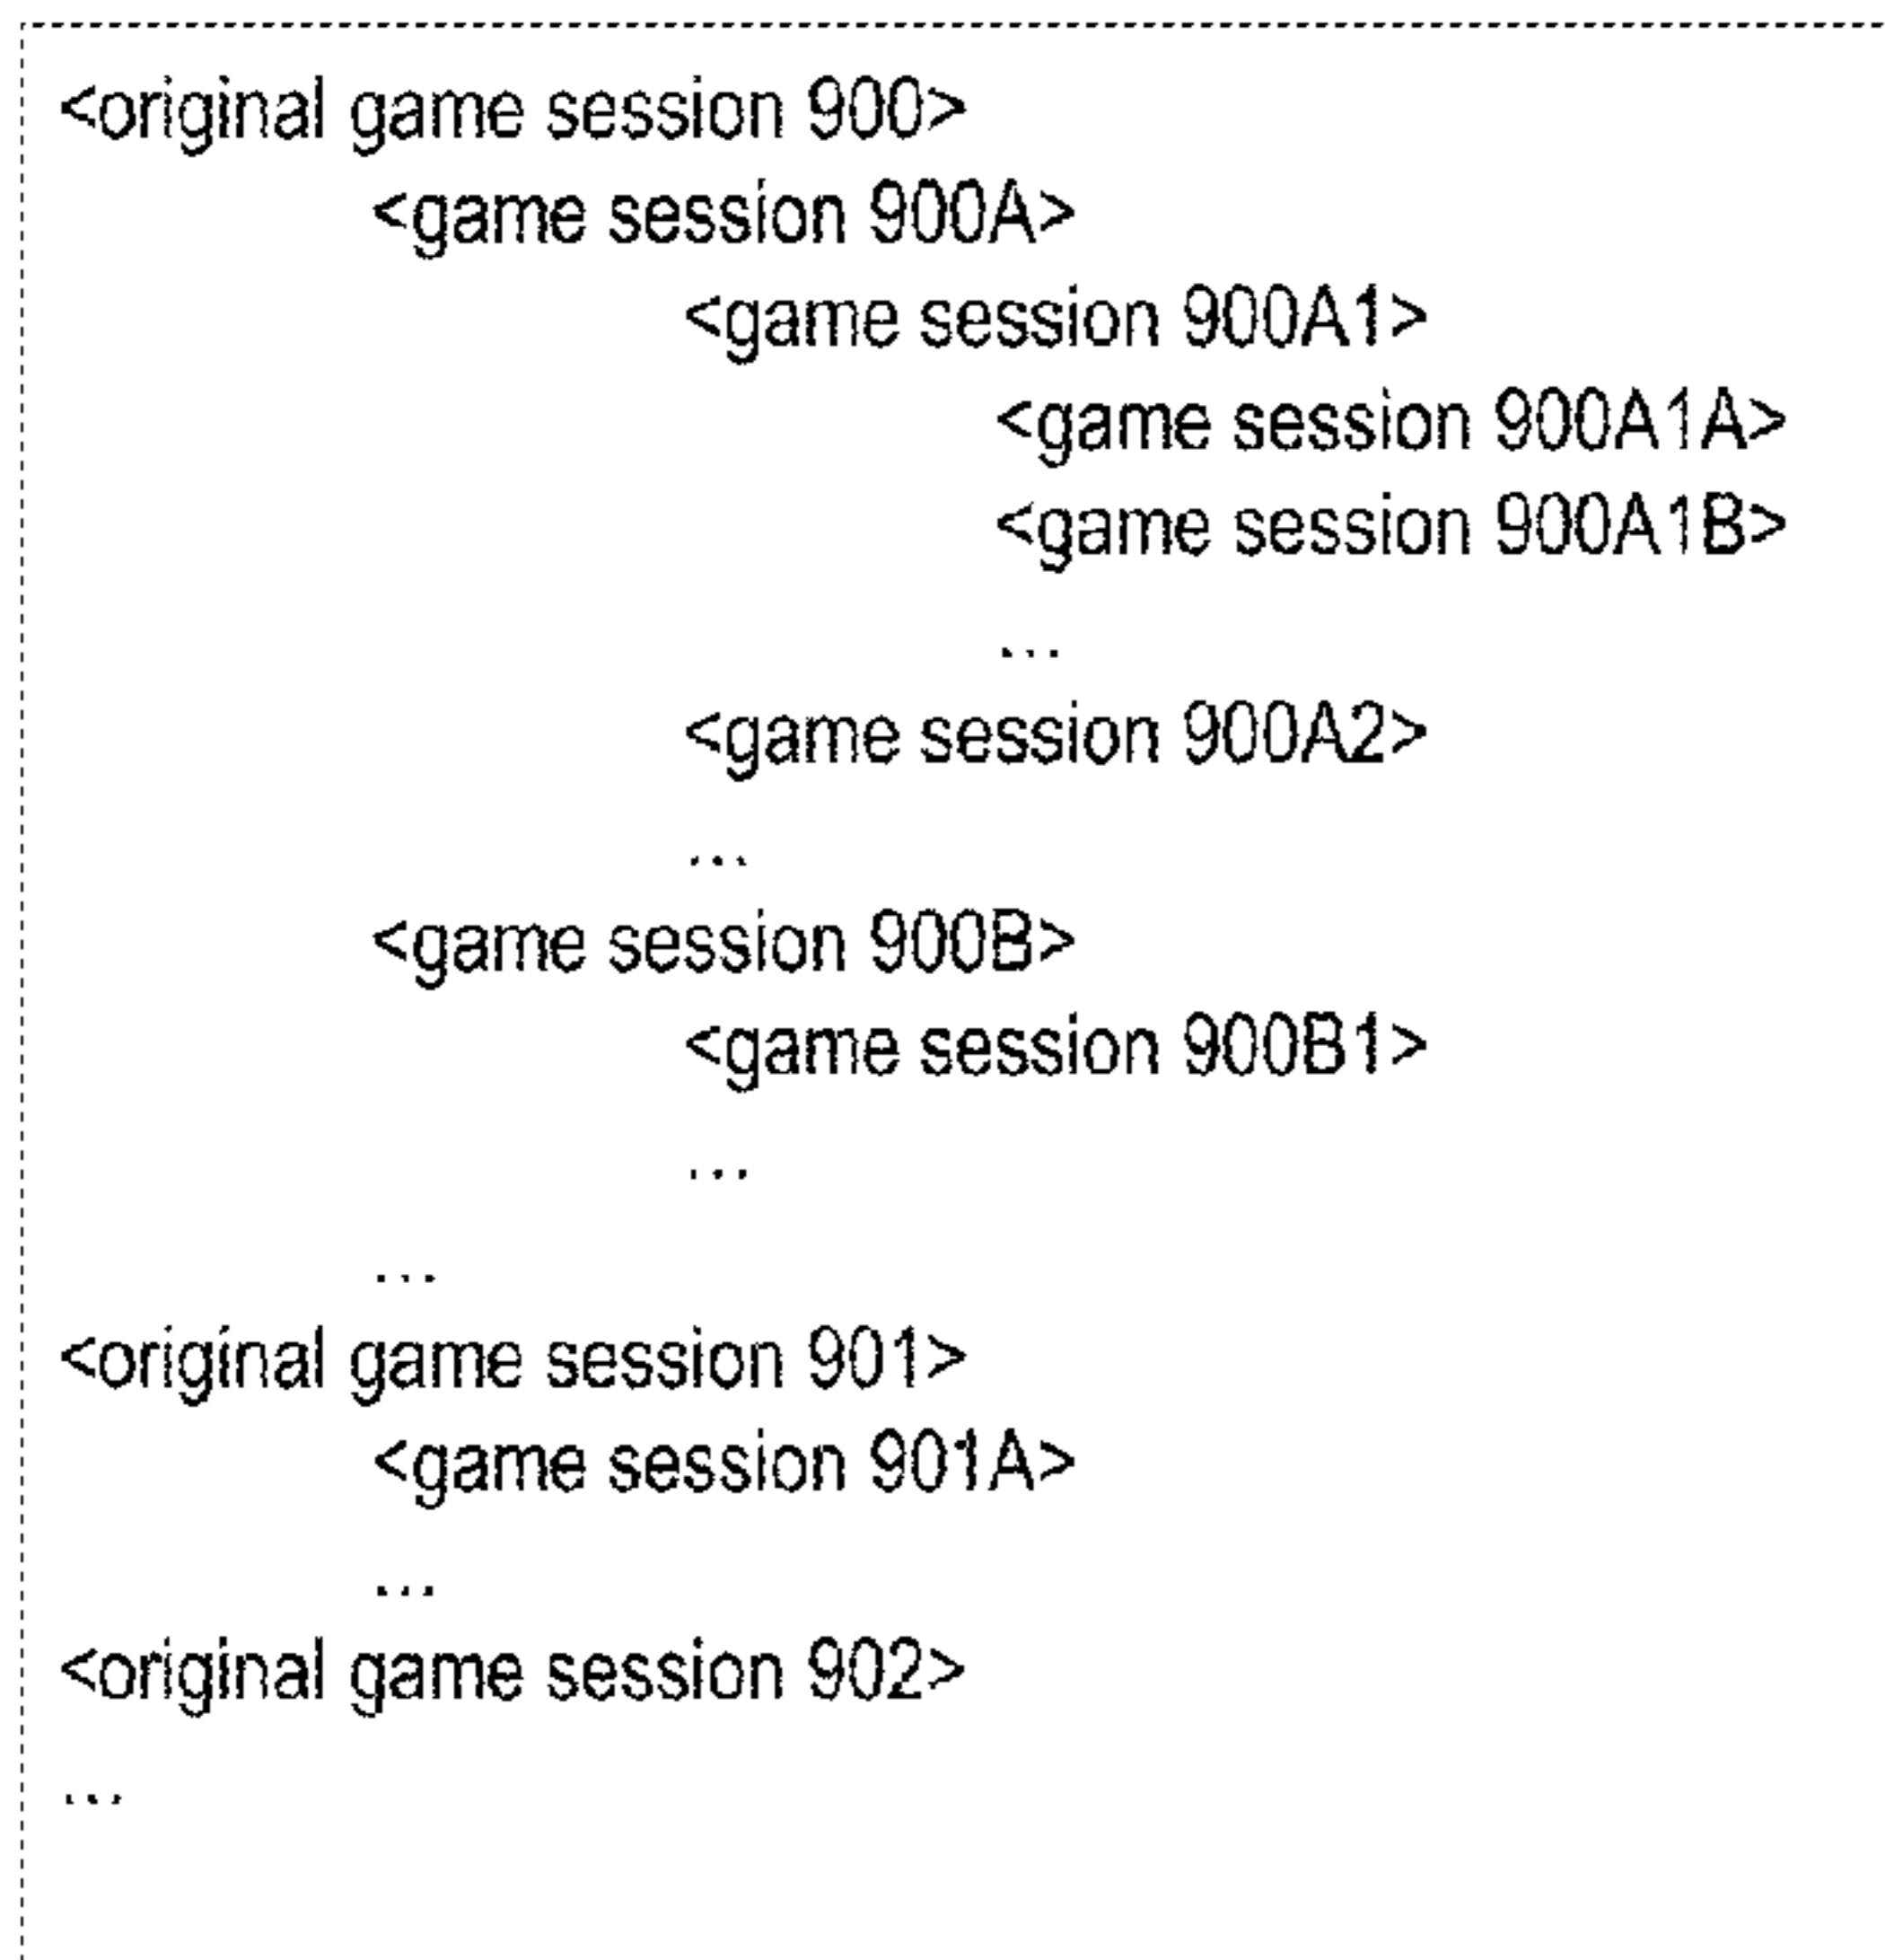 <original game session 900>
<game session 900A>
<game session 900A1>
<game session 900A1A>
<game session 900A1B>
...
<game session 900A2>
...
<game session 900B>
<game session 900B1>
...
...
<original game session 901>
<game session 901A>
...
<original game session 902>
...